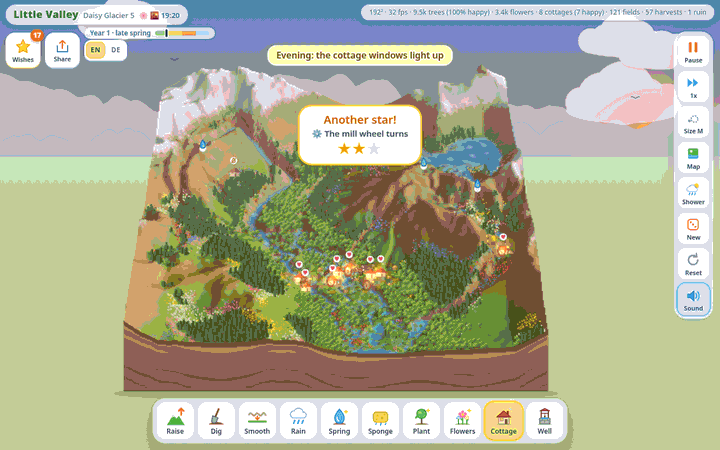 Little Valley Daisy Glacier 5 19:20
192² · 32 fps · 9.5k trees (100% happy) · 3.4k flowers · 8 cottages (7 happy) · 121 fields · 57 harvests · 1 ruin
Year 1 · late spring
17
Wishes
Share
EN DE
Evening: the cottage windows light up
Another star!
The mill wheel turns
Pause
1x
Size M
Map
Shower
New
Reset
Sound
Raise Dig Smooth Rain Spring Sponge Plant Flowers Cottage Well